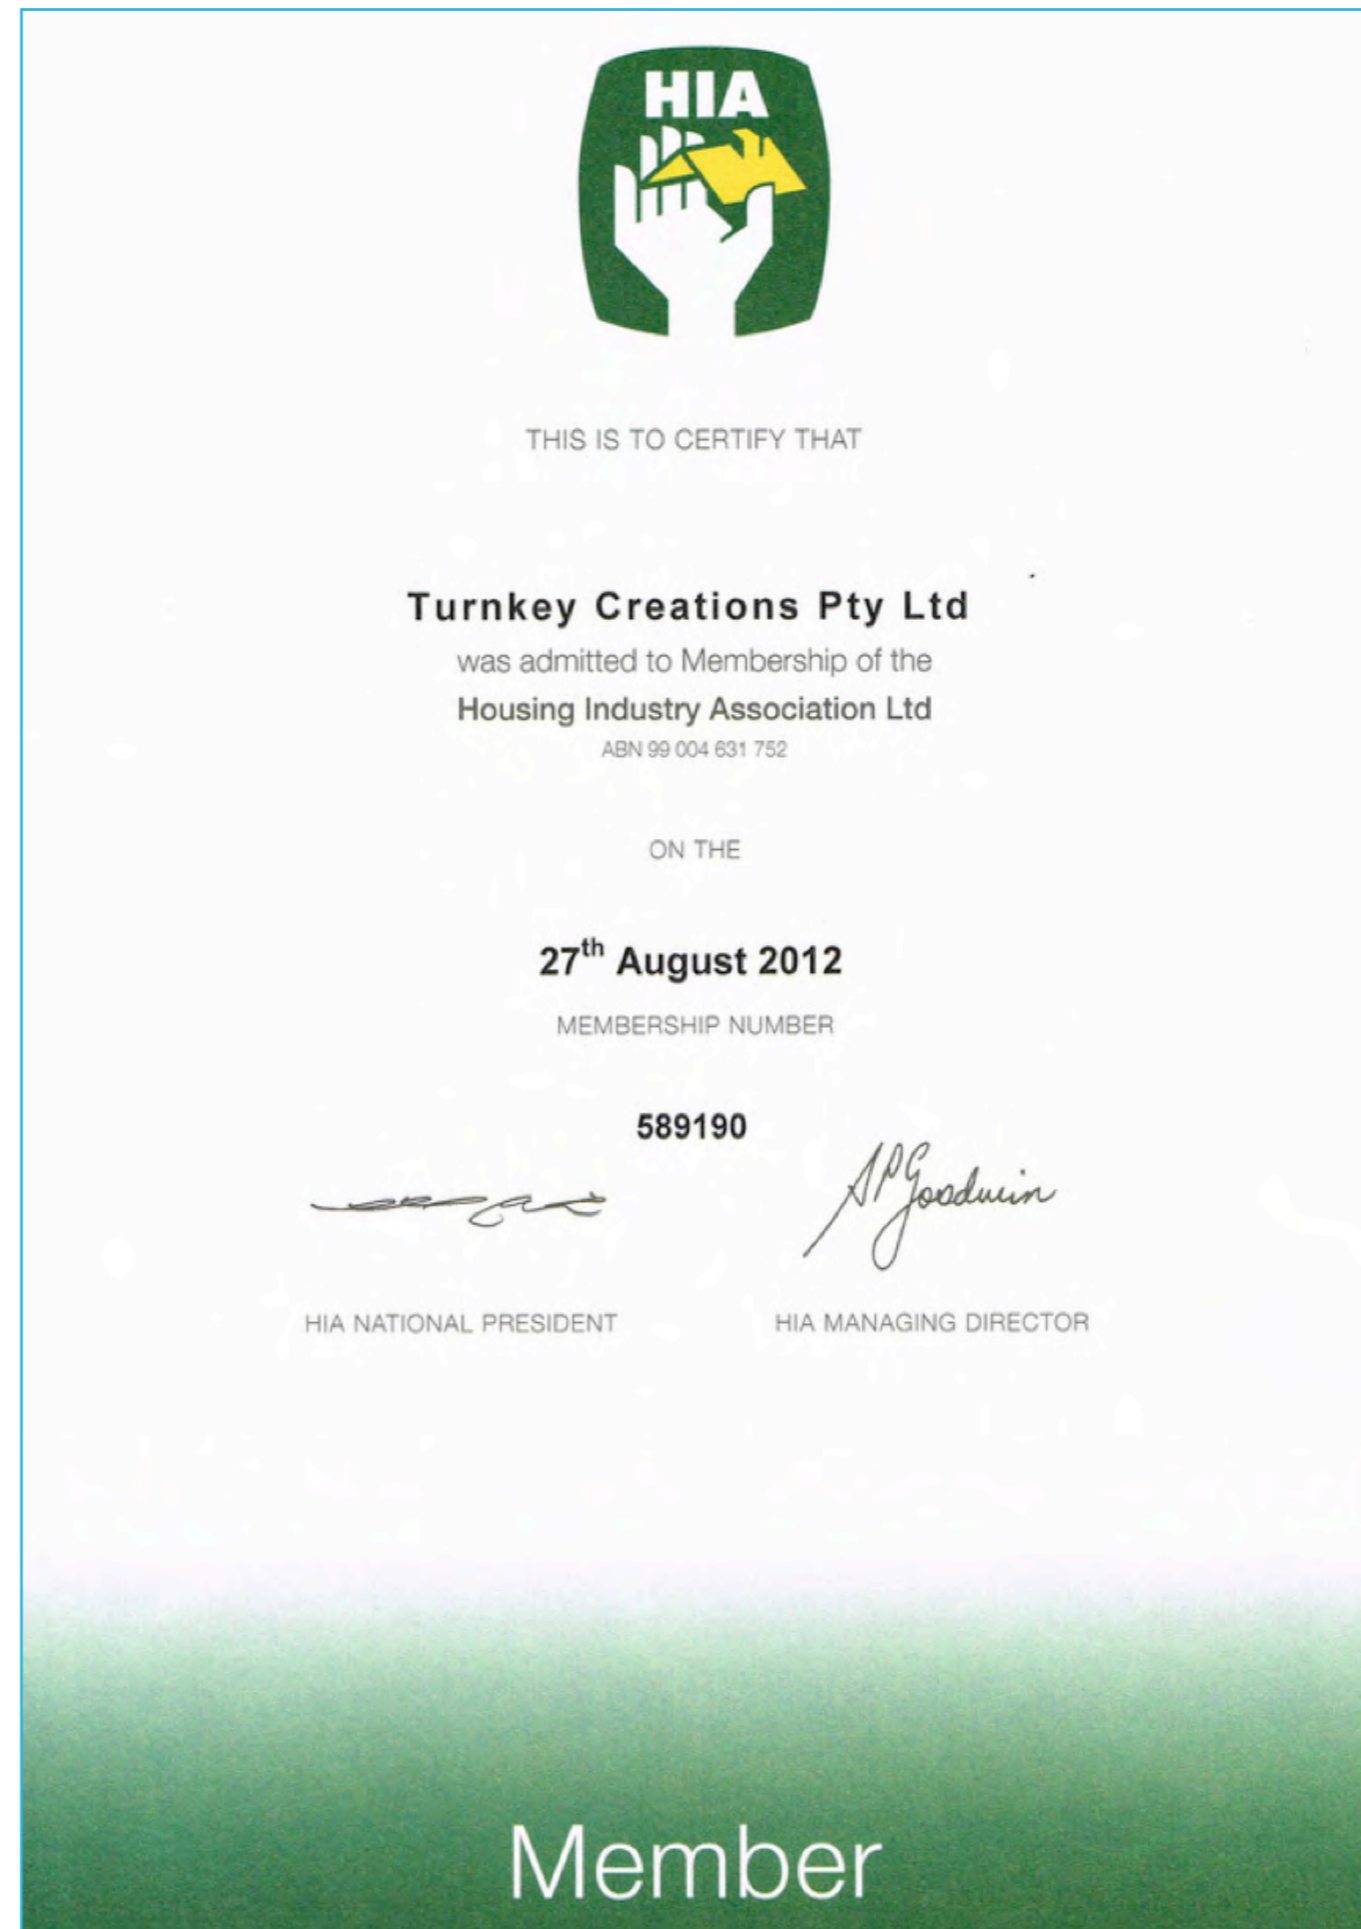 HIA
THIS IS TO CERTIFY THAT
Turnkey Creations Pty Ltd
was admitted to Membership of the
Housing Industry Association Ltd
ABN 99 004 631 752
ON THE
27th August 2012
MEMBERSHIP NUMBER
589190
APGoodwin
HIA NATIONAL PRESIDENT HIA MANAGING DIRECTOR
Member